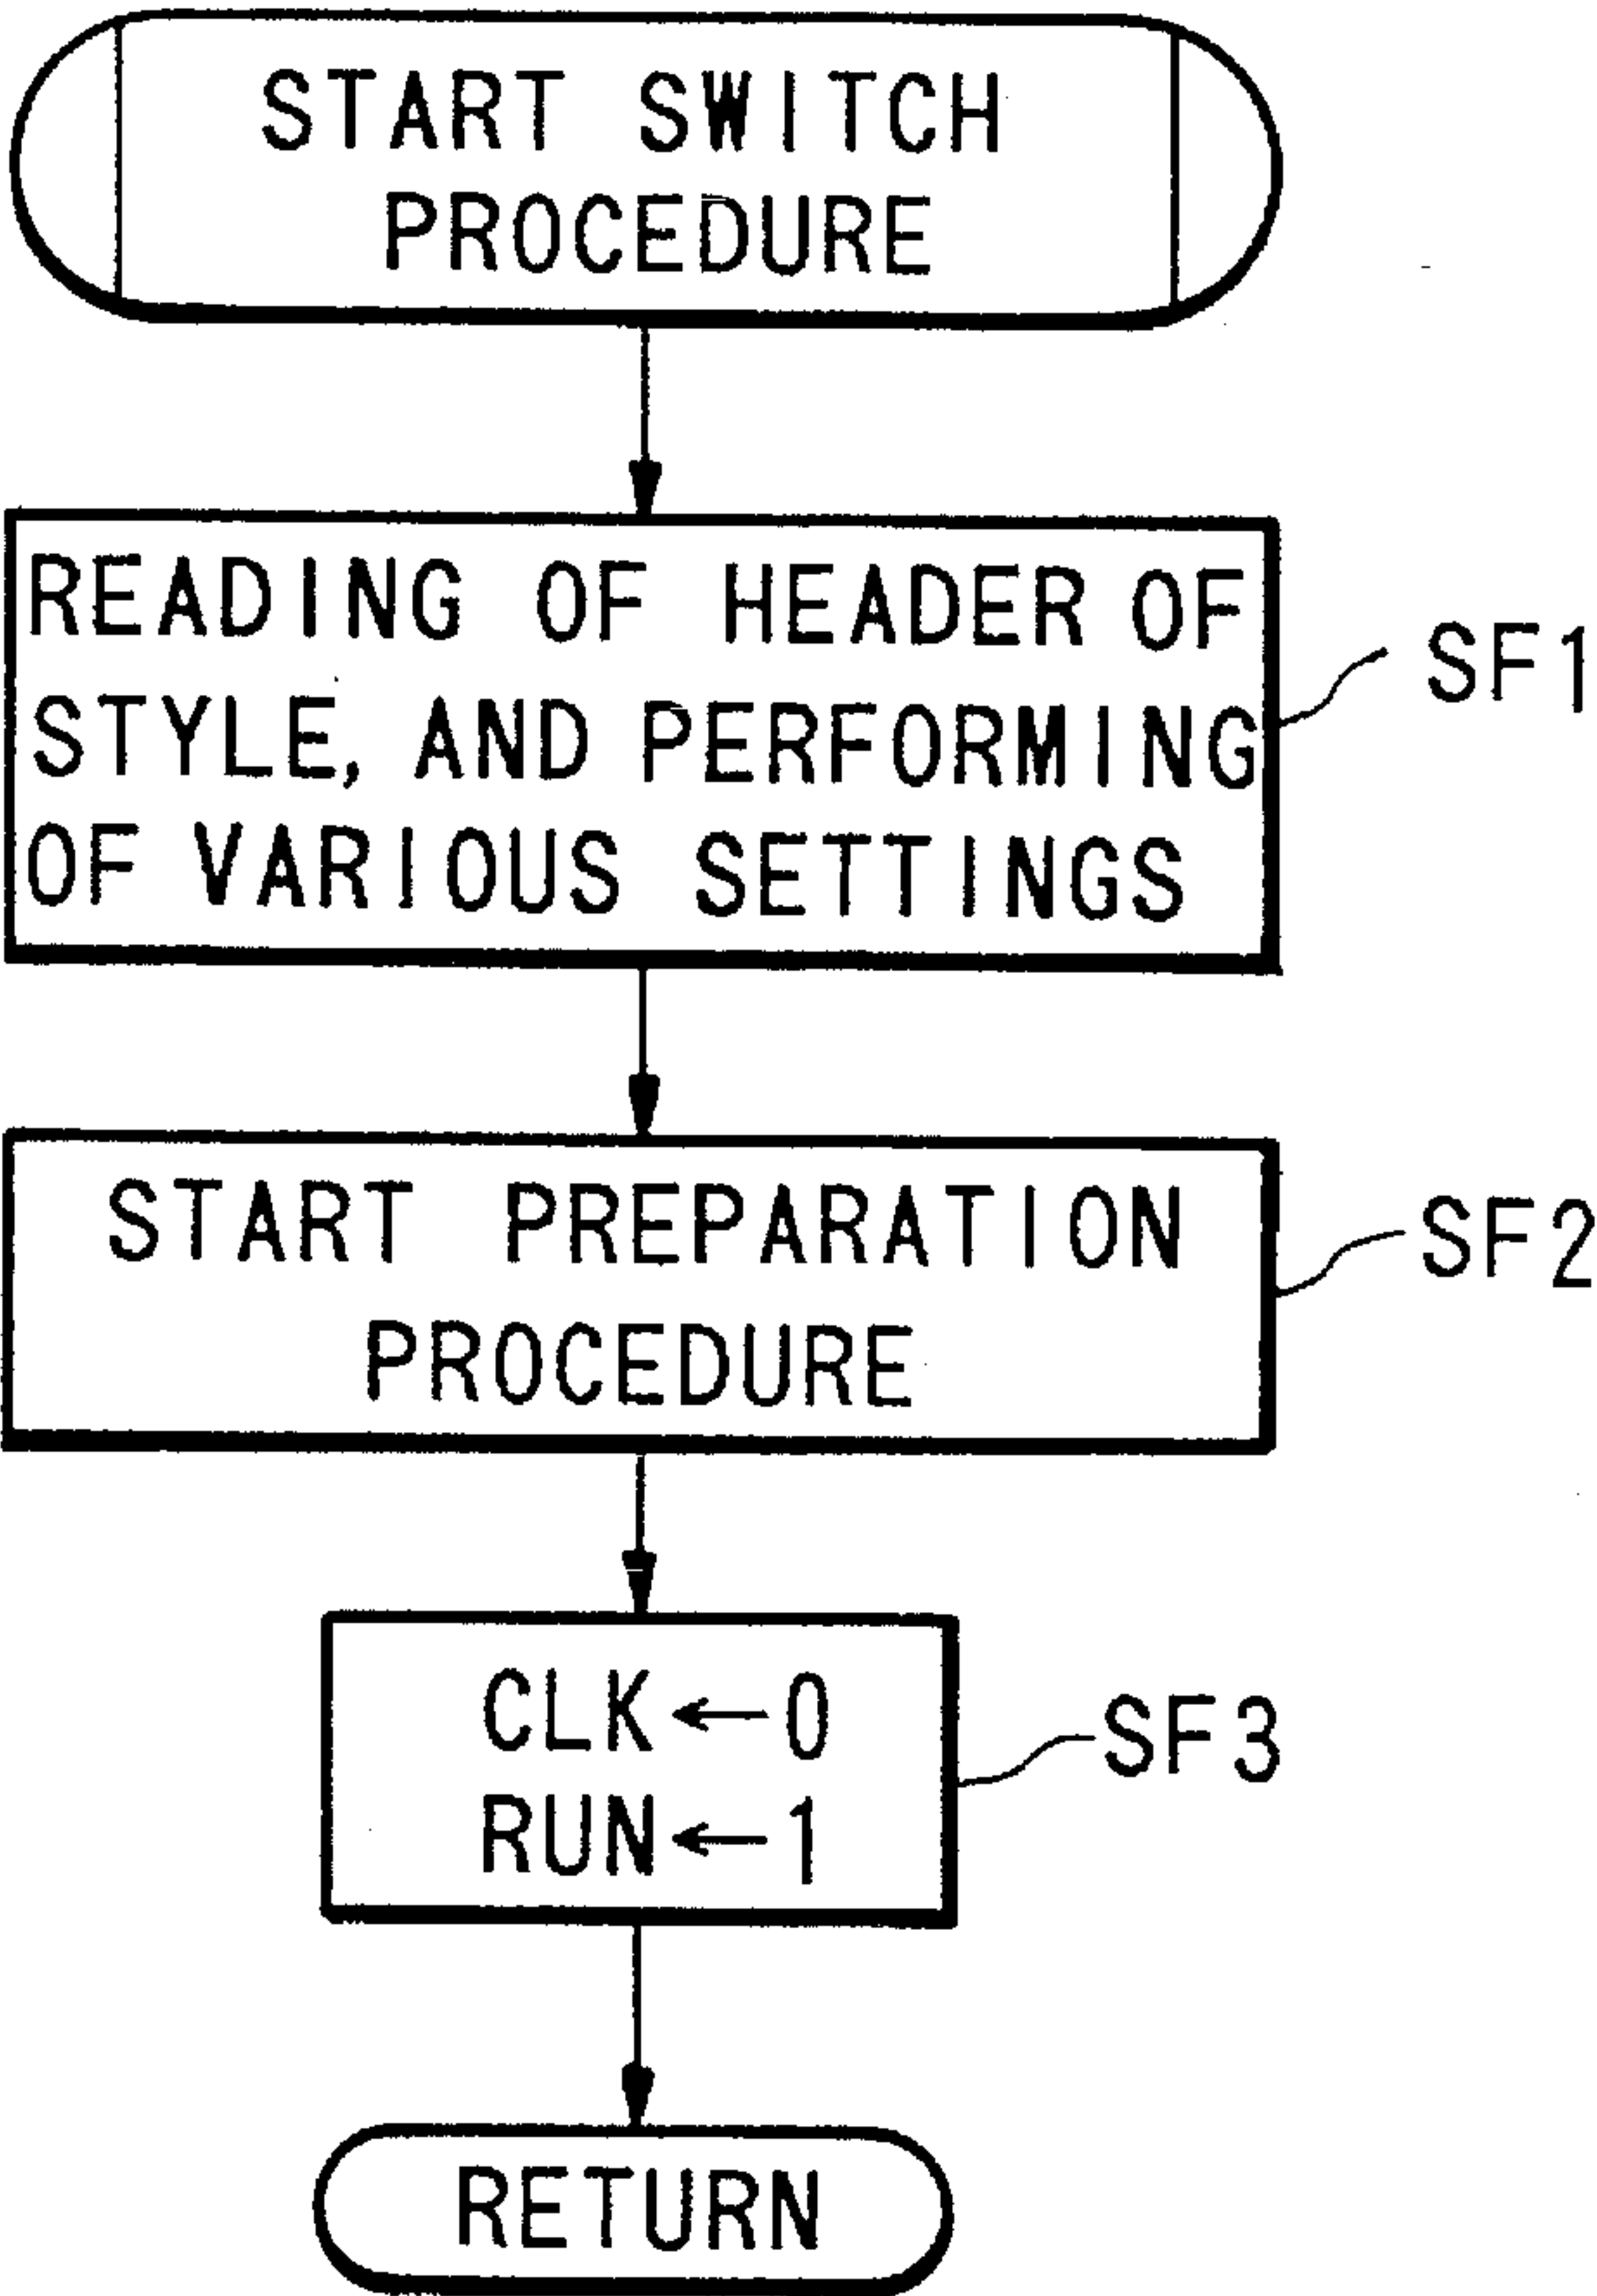 START SWITCH
PROCEDURE
READING OF HEADER OF
STYLE, AND PERFORMING
OF VARIOUS SETTINGS
SF1
START PREPARATION
PROCEDURE
SF2
CLK←0
RUN←1
SF3
RETURN